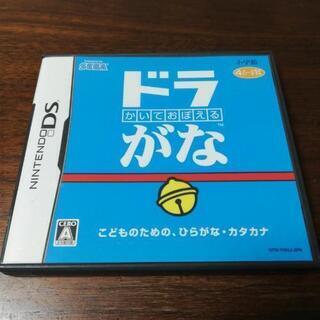 NINTENDO DS
小学館
ドラ
かいておぼえる
がな
TM
こどものための、ひらがな・カタカナ
CERO
A